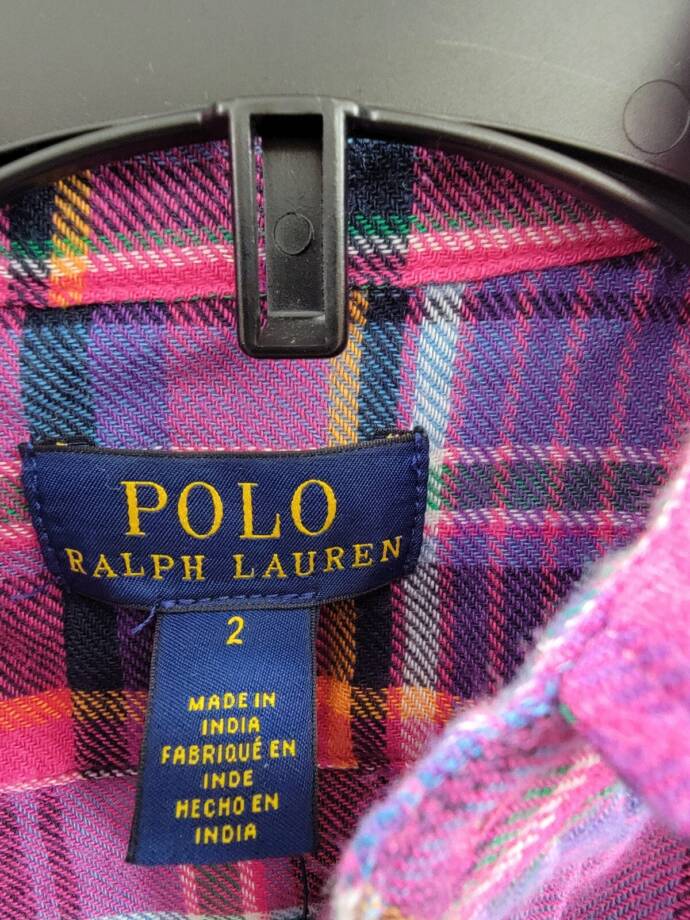 POLO
RALPH LAUREN
2
MADE IN
INDIA
FABRIQUÉ EN
INDE
HECHO EN
INDIA